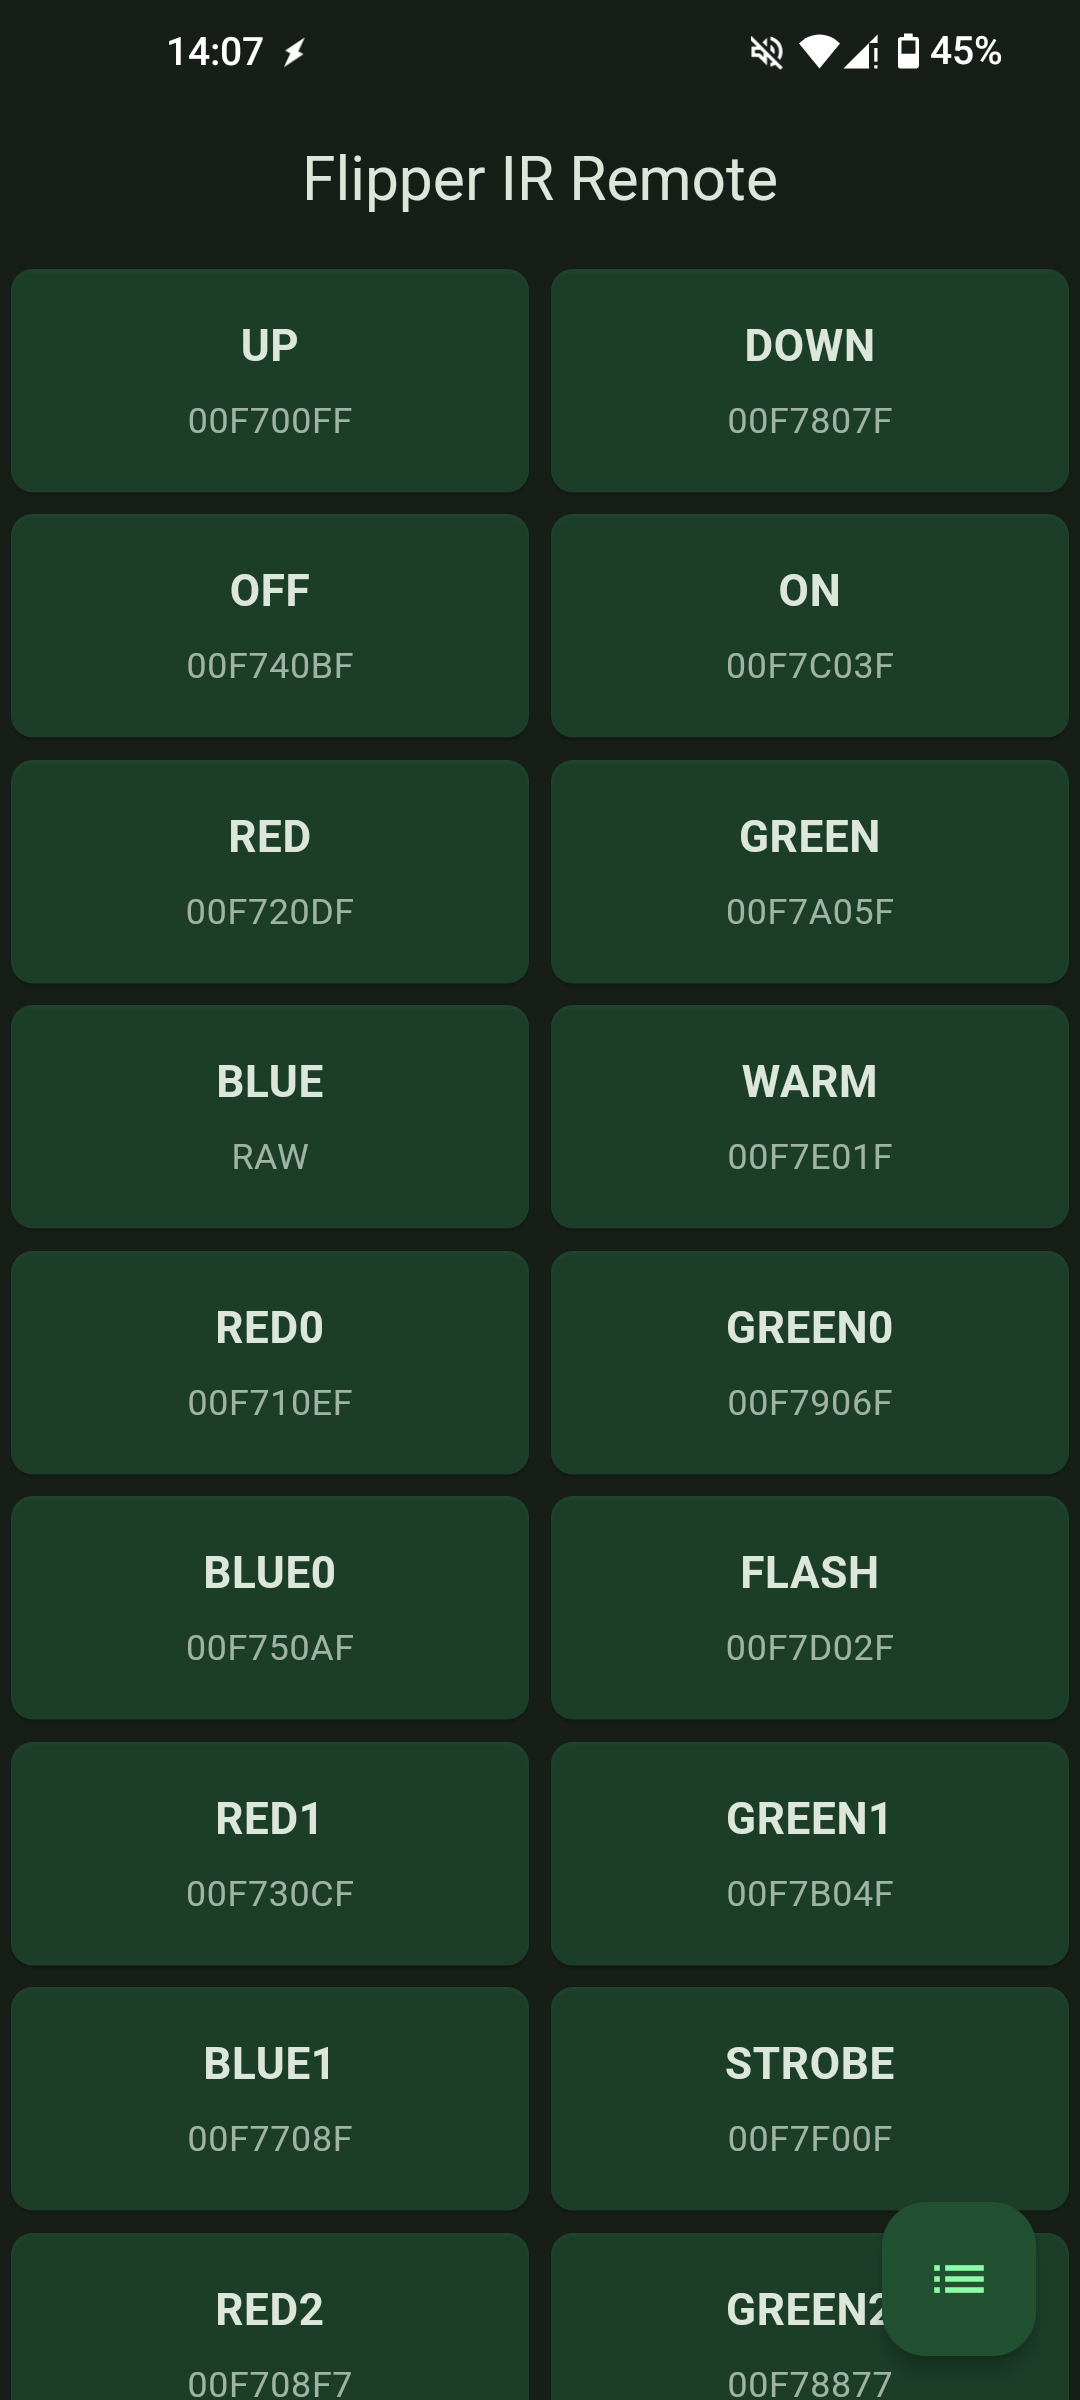 14:07
45%
Flipper IR Remote
UP
00F700FF
DOWN
00F7807F
OFF
00F740BF
ON
00F7C03F
RED
00F720DF
GREEN
00F7A05F
BLUE
RAW
WARM
00F7E01F
RED0
00F710EF
GREEN0
00F7906F
BLUE0
00F750AF
FLASH
00F7D02F
RED1
00F730CF
GREEN1
00F7B04F
BLUE1
00F7708F
STROBE
00F7F00F
RED2
00F708F7
GREEN2
00F78877